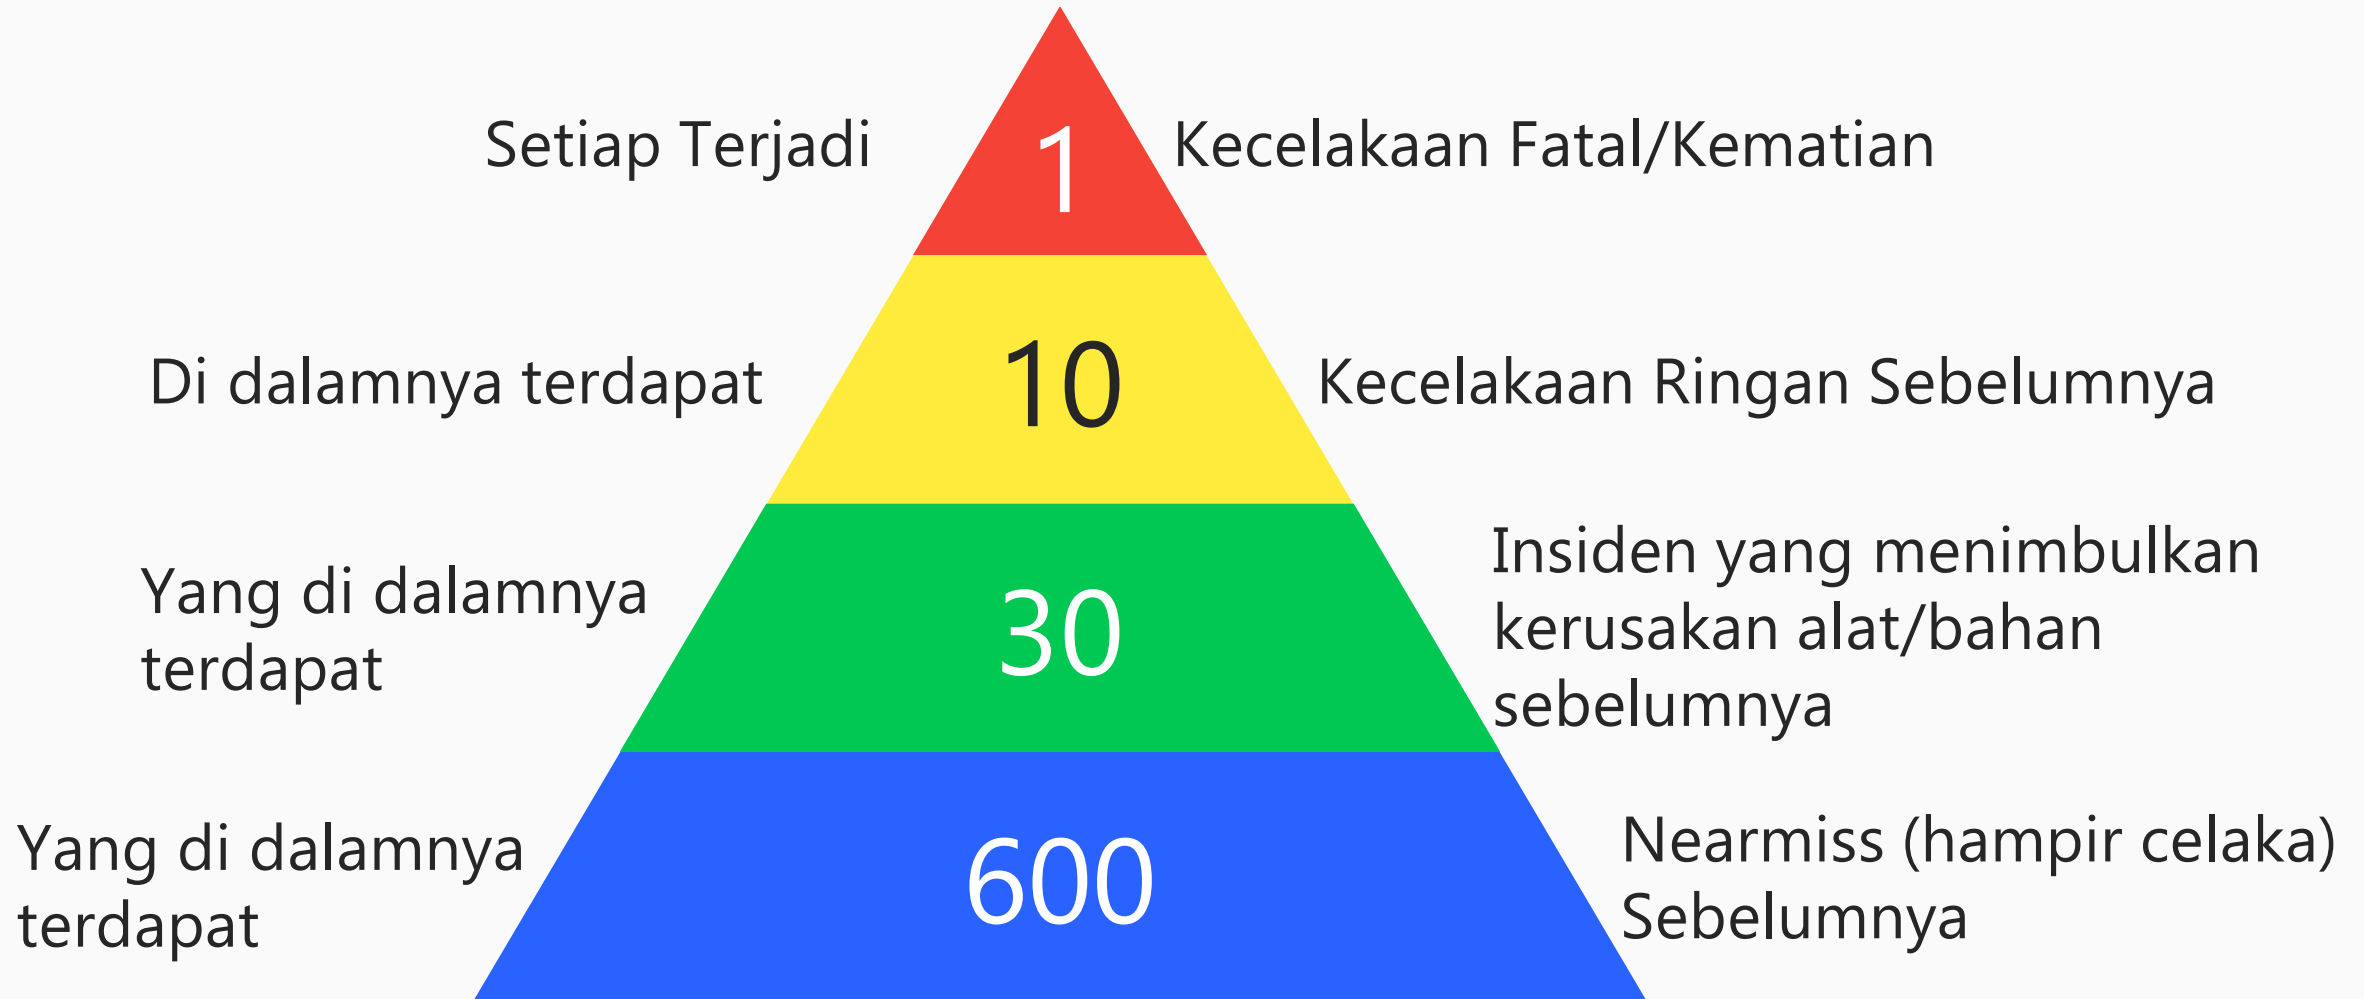 Setiap Terjadi
1
Kecelakaan Fatal/Kematian
Di dalamnya terdapat
10
Kecelakaan Ringan Sebelumnya
Yang di dalamnya
terdapat
30
Insiden yang menimbulkan
kerusakan alat/bahan
sebelumnya
Yang di dalamnya
terdapat
600
Nearmiss (hampir celaka)
Sebelumnya